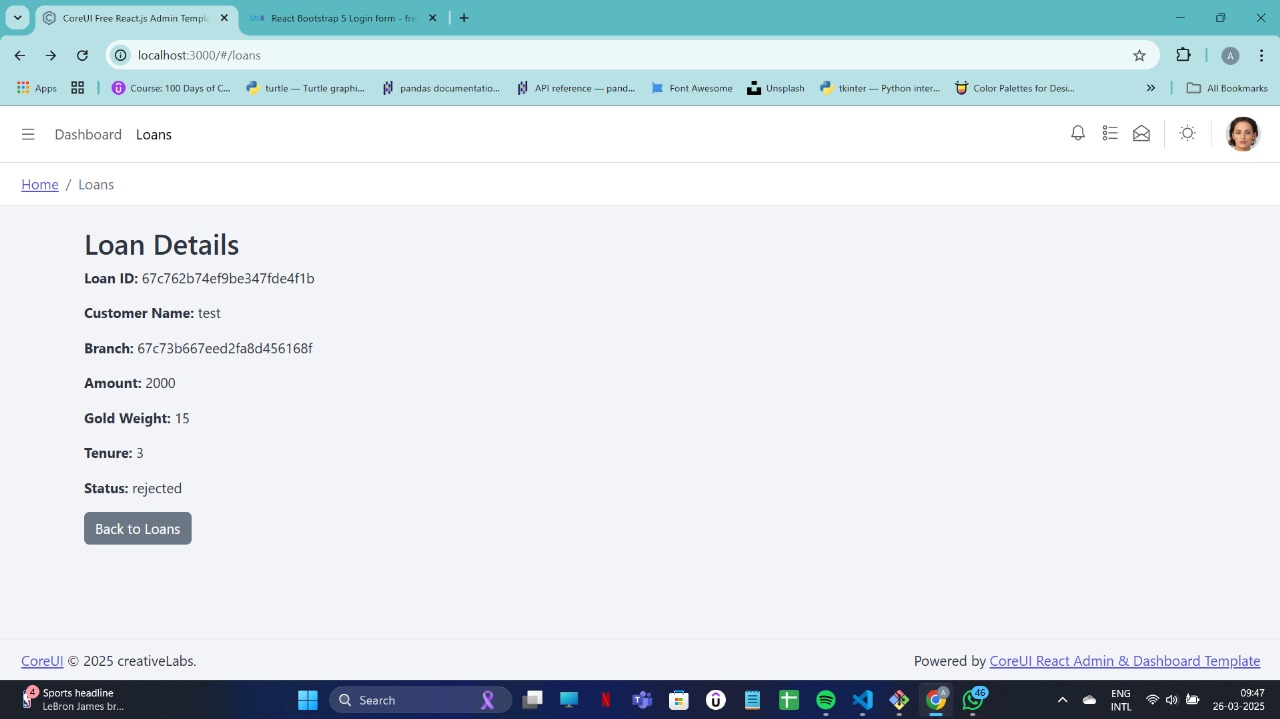 CoreUI Free React.js Admin Templ
React Bootstrap 5 Login form - fre
localhost:3000/#/loans
A
Apps
Course: 100 Days of C...
turtle — Turtle graphi...
pandas documentatio...
API reference — pand...
Font Awesome
Unsplash
tkinter — Python inter...
Color Palettes for Desi...
»
All Bookmarks
Dashboard
Loans
Home / Loans
Loan Details
Loan ID: 67c762b74ef9be347fde4f1b
Customer Name: test
Branch: 67c73b667eed2fa8d456168f
Amount: 2000
Gold Weight: 15
Tenure: 3
Status: rejected
Back to Loans
CoreUI © 2025 creativeLabs.
Powered by CoreUI React Admin & Dashboard Template
4
Sports headline
LeBron James br...
Search
A
46
ENG
INTL
09:47
26-03-2025